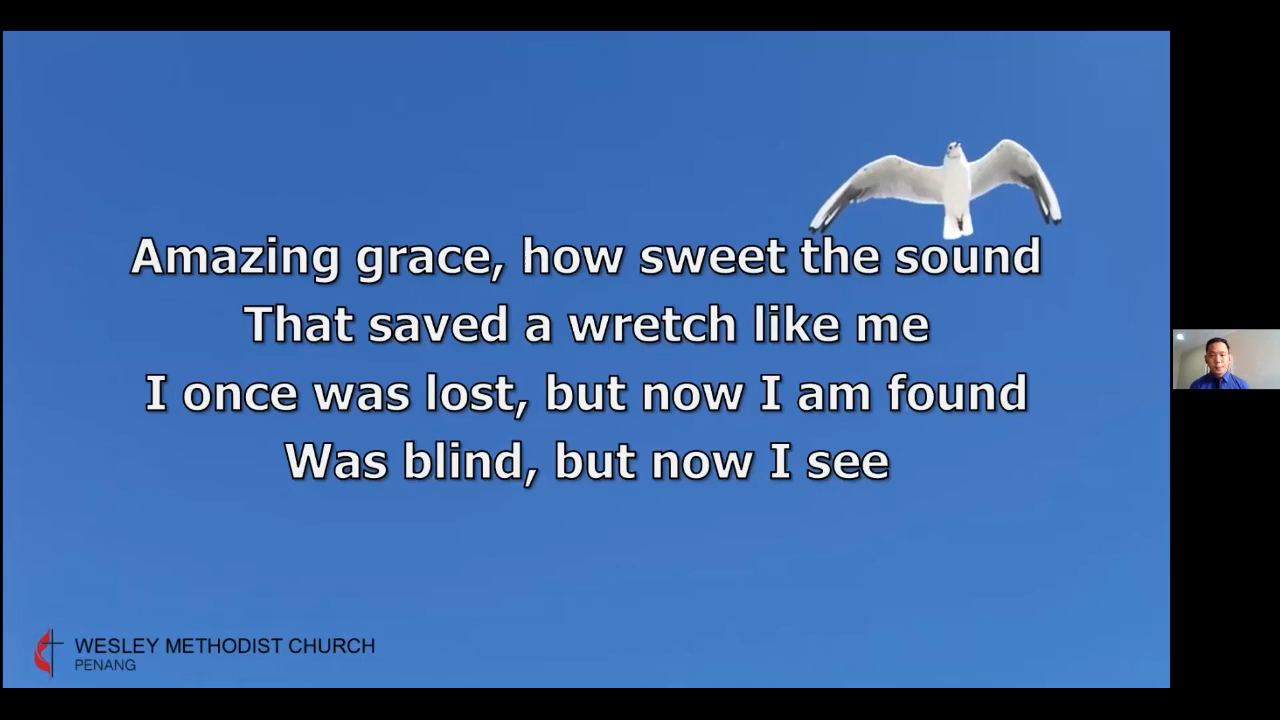 Amazing grace, how sweet the sound
That saved a wretch like me
I once was lost, but now I am found
Was blind, but now I see
WESLEY METHODIST CHURCH
PENANG